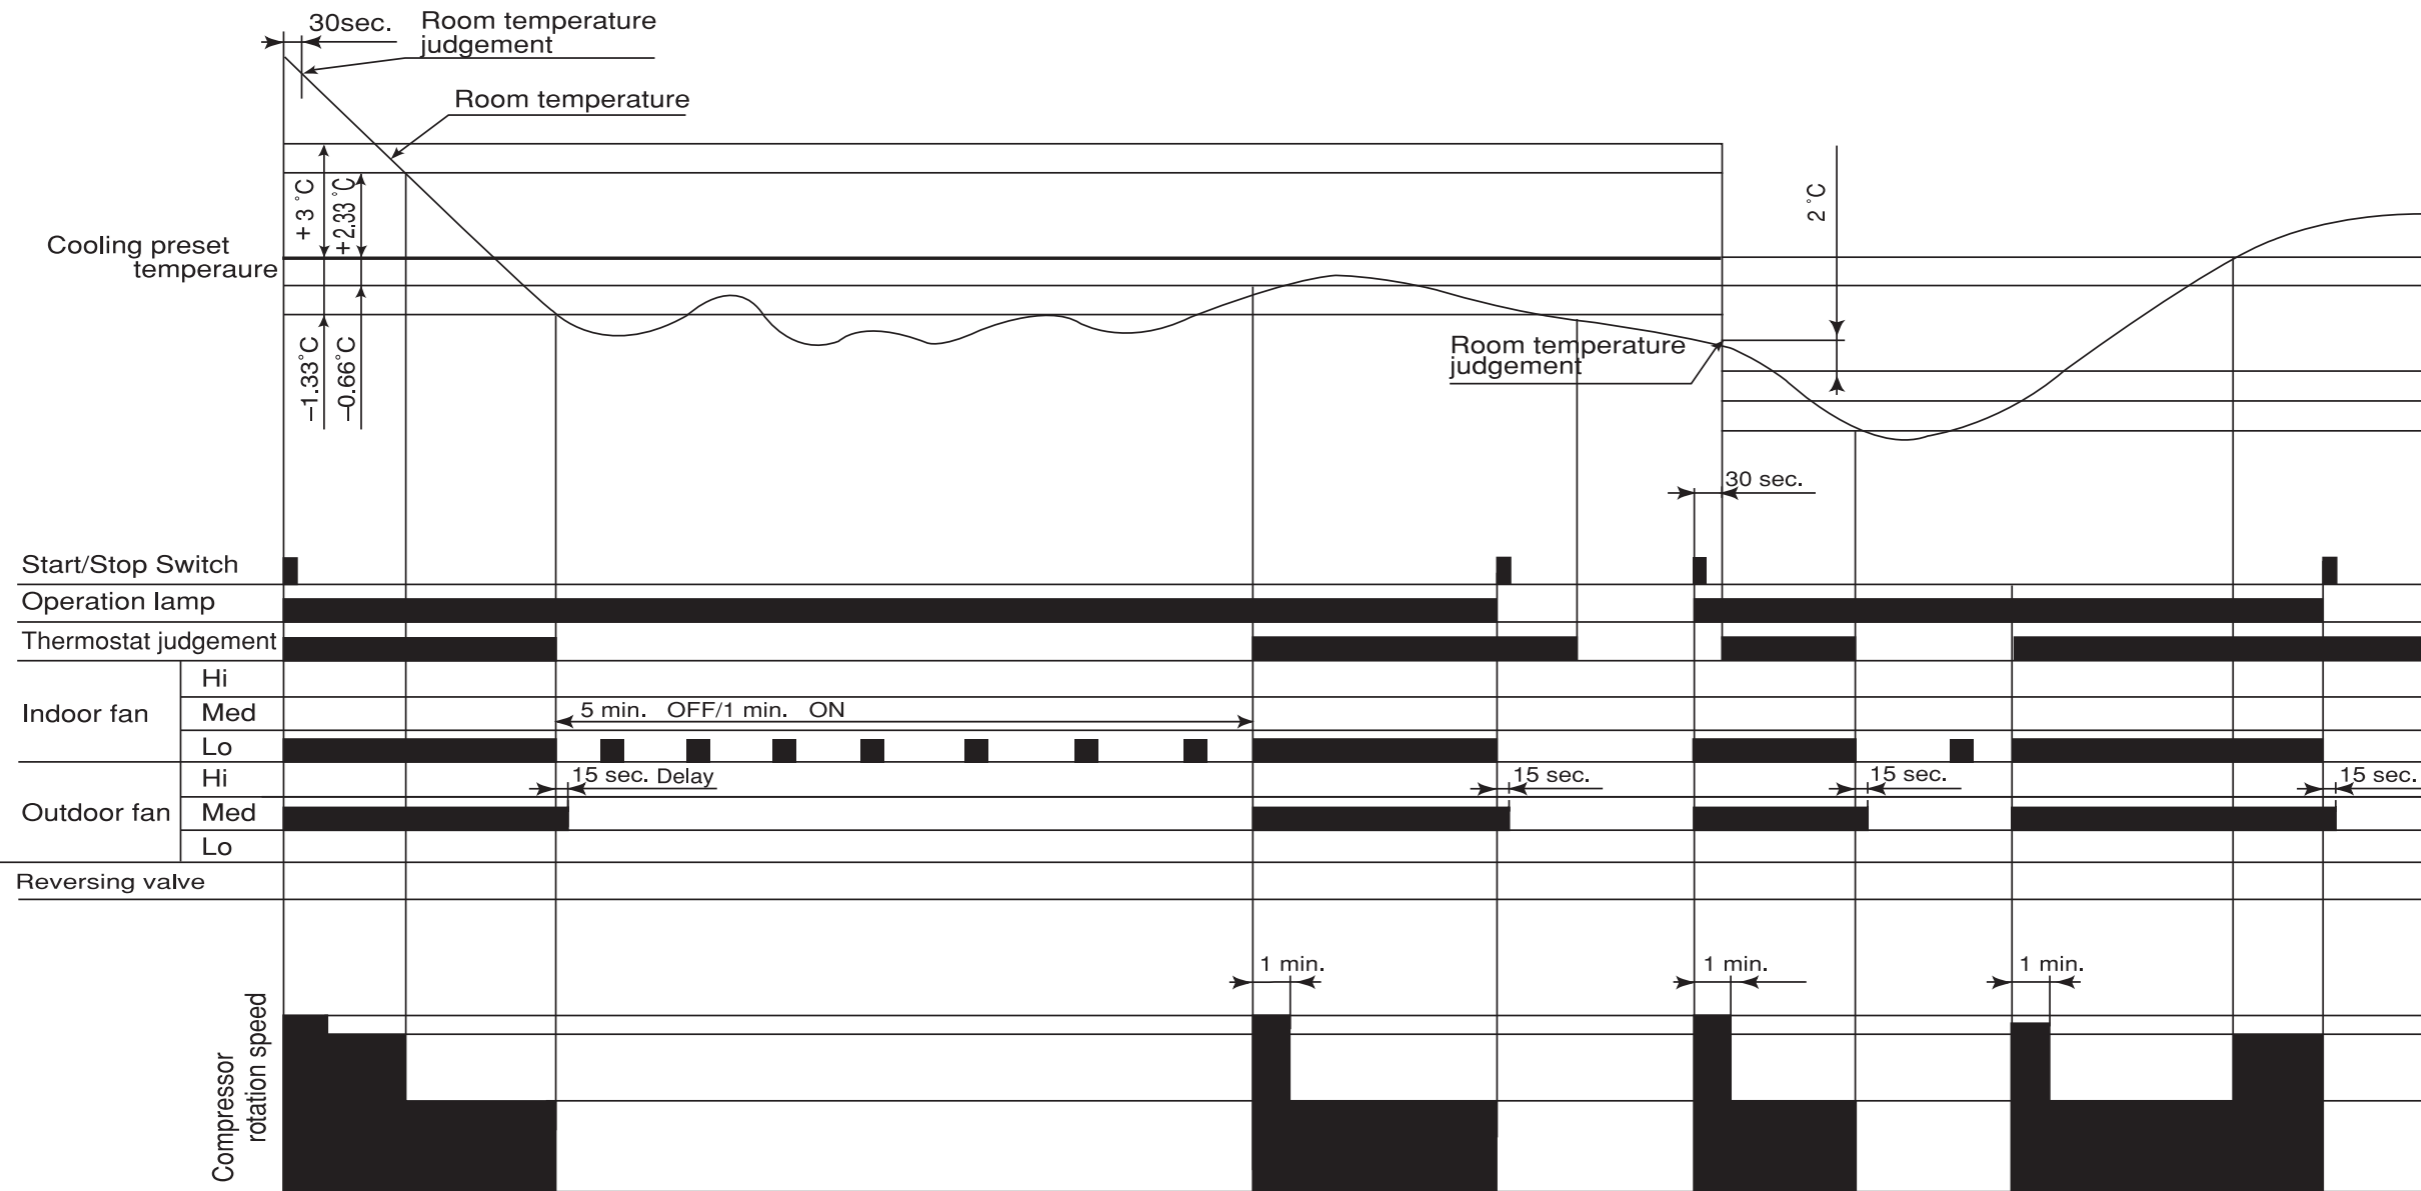 30sec.
Room temperature
judgement
Room temperature
+ 3 °C
+2.33 °C
2 °C
Cooling preset
temperaure
−1.33°C
−0.66°C
Room temperature
judgement
30 sec.
Start/Stop Switch
Operation lamp
Thermostat judgement
Hi
Indoor fan
Med
5 min. OFF/1 min. ON
Lo
Hi
15 sec. Delay
15 sec.
15 sec.
15 sec.
Outdoor fan
Med
Lo
Reversing valve
1 min.
1 min.
1 min.
Compressor
rotation speed